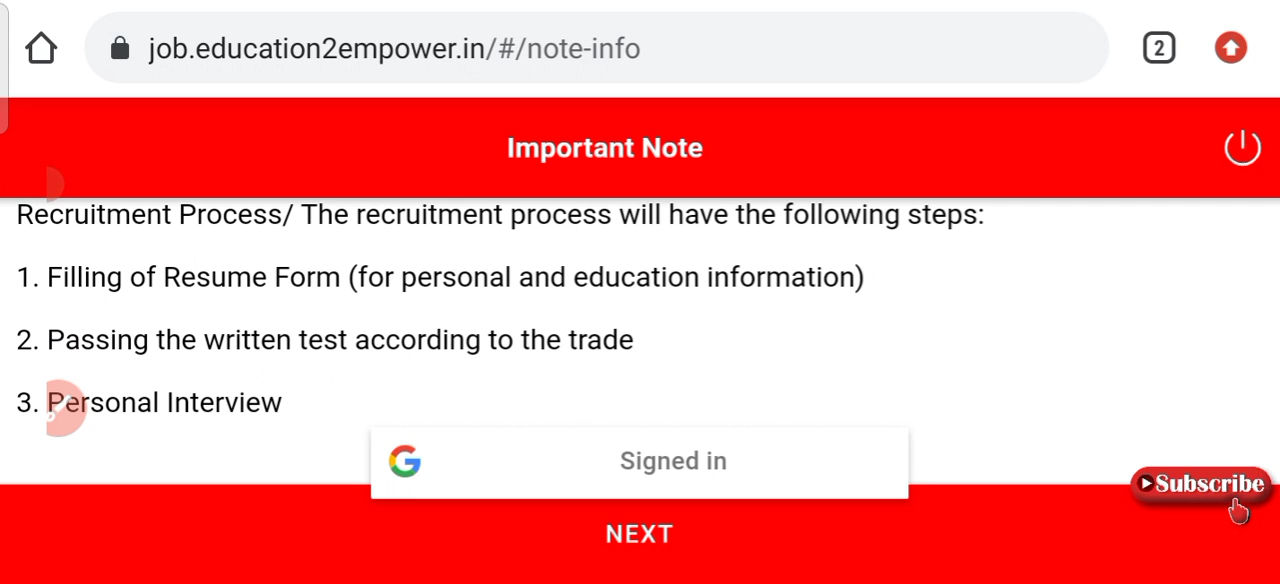 job.education2empower.in/#/note-info
2
Important Note
Recruitment Process/ The recruitment process will have the following steps:
1. Filling of Resume Form (for personal and education information)
2. Passing the written test according to the trade
3. Personal Interview
Signed in
Subscribe
NEXT